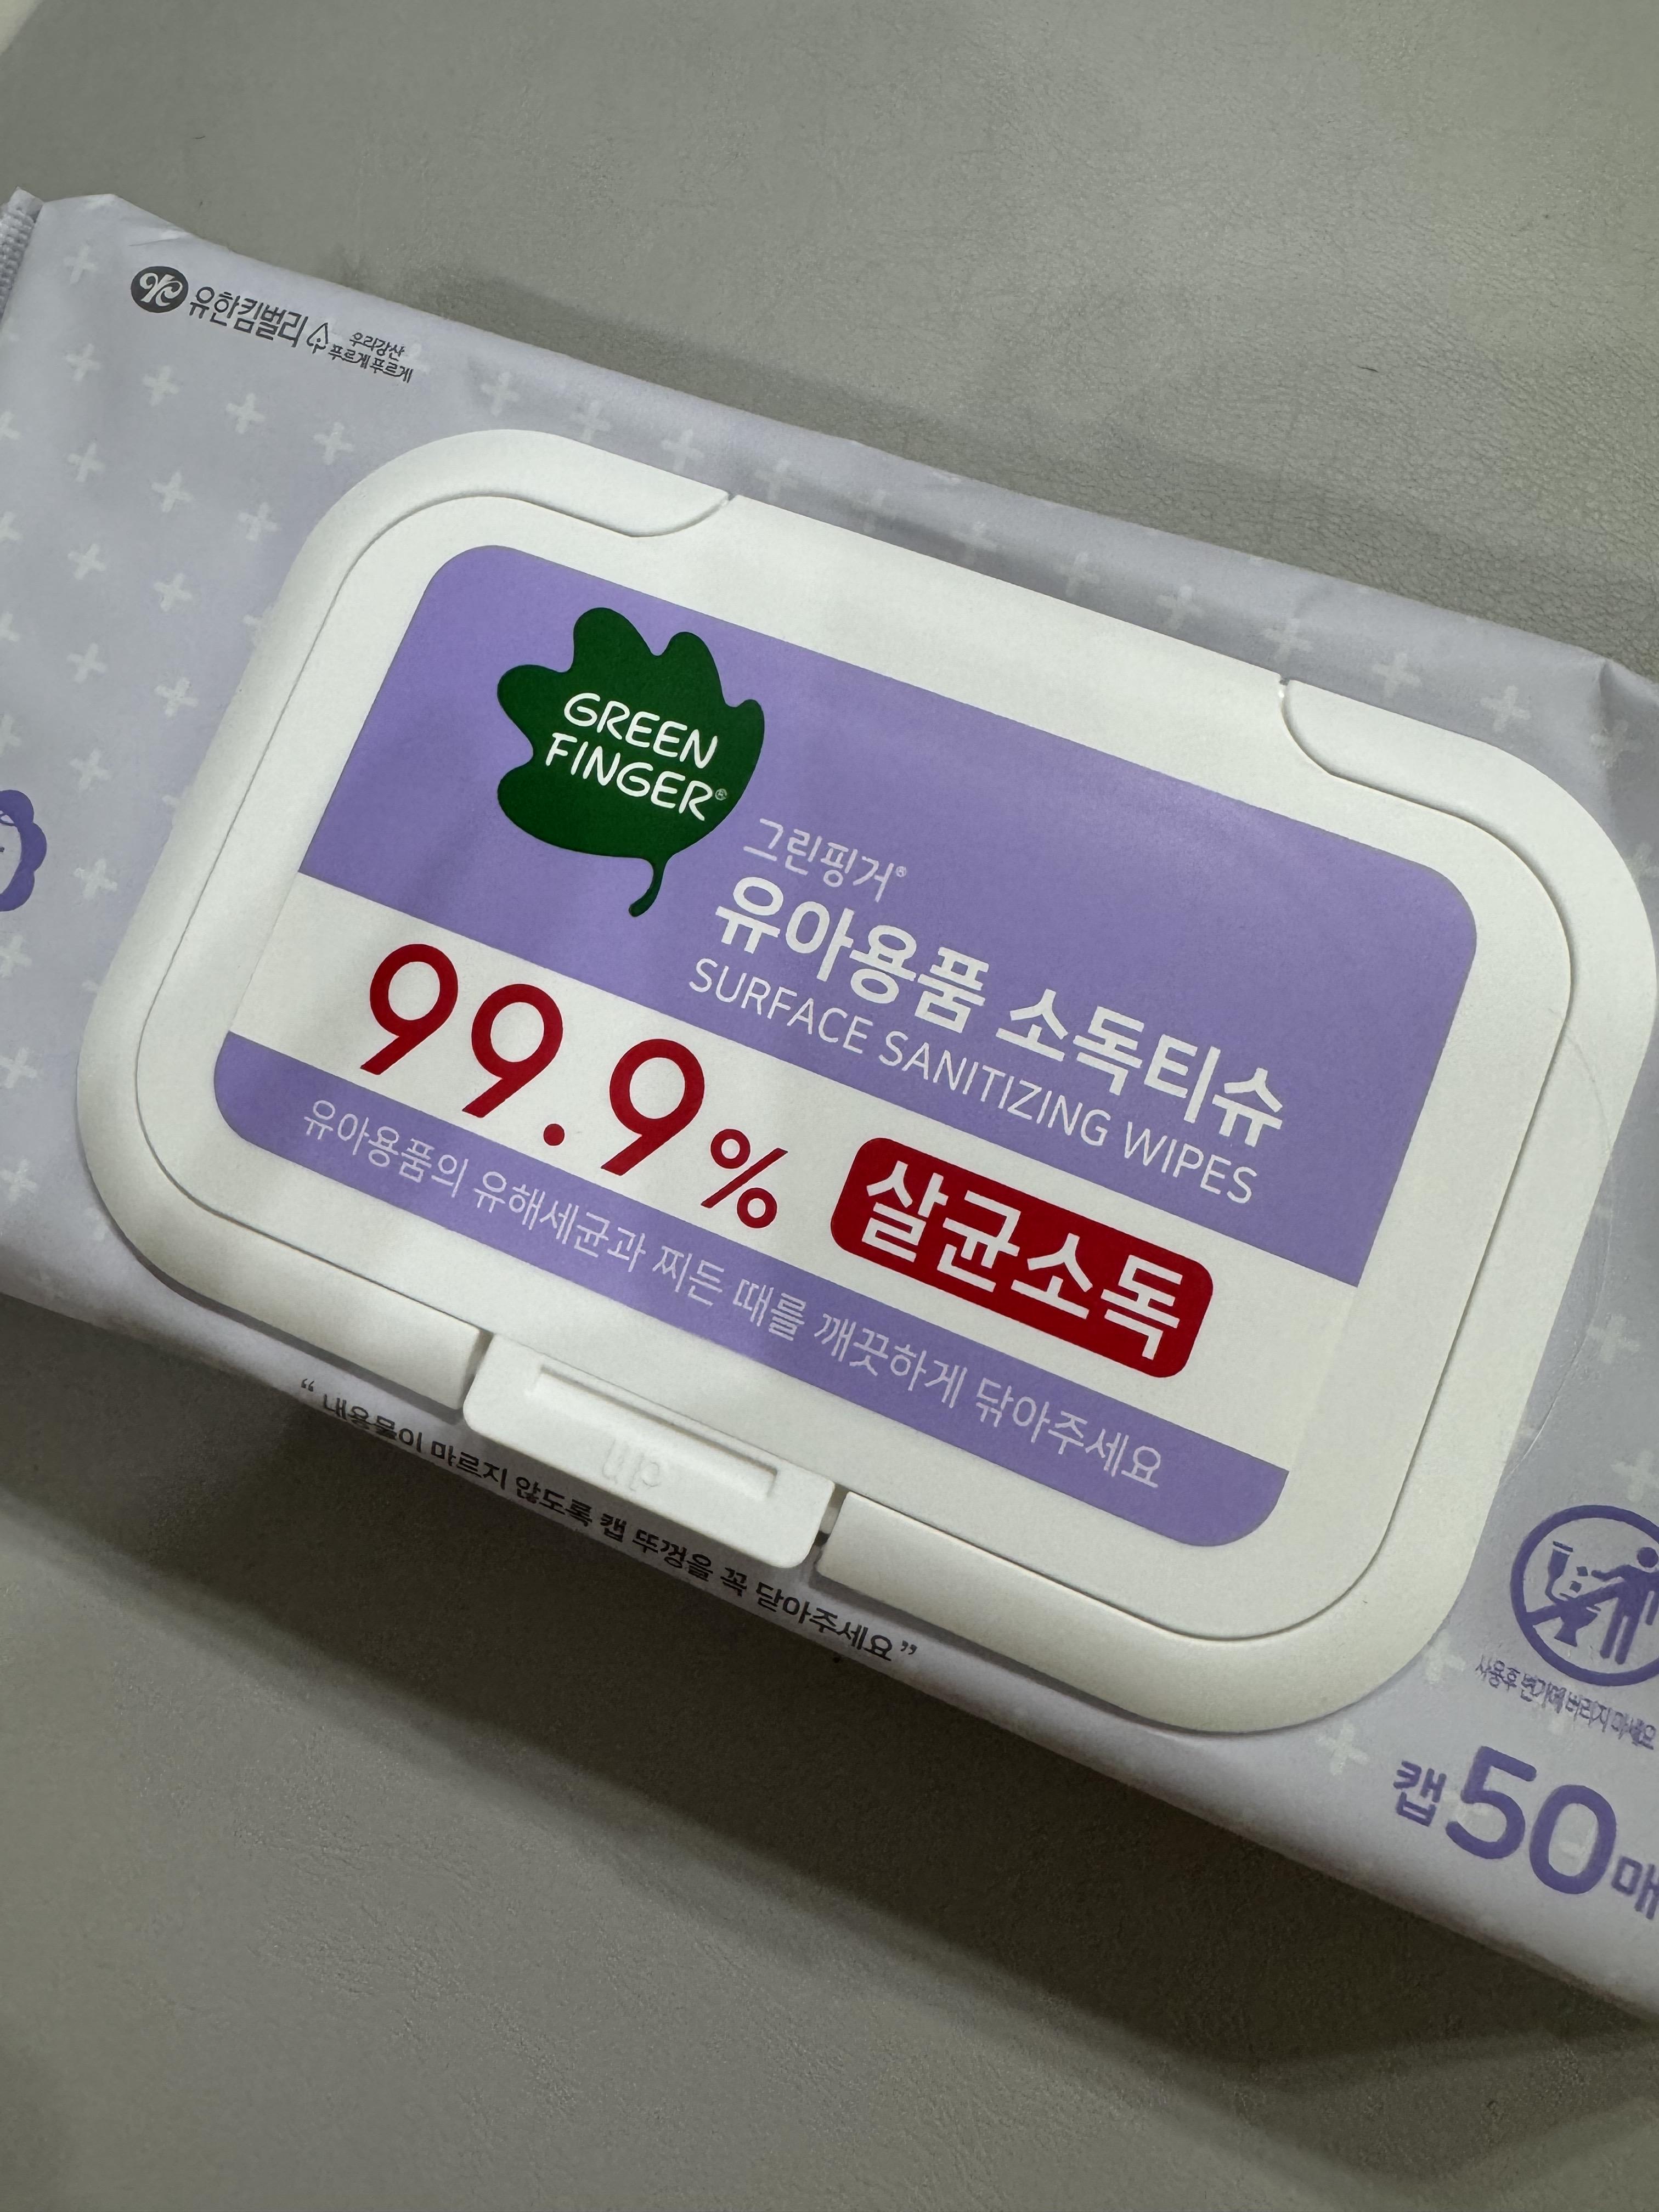 유한킴벌리
우리강산
푸르게 푸르게
GREEN
FINGER®
그린핑거®
유아용품 소독티슈
SURFACE SANITIZING WIPES
99.9% 살균소독
유아용품의 유해세균과 찌든 때를 깨끗하게 닦아주세요
up
“ 내용물이 마르지 않도록 캡 뚜껑을 꼭 닫아주세요 ”
사용후 변기에 버리지 마세요
캡 50매